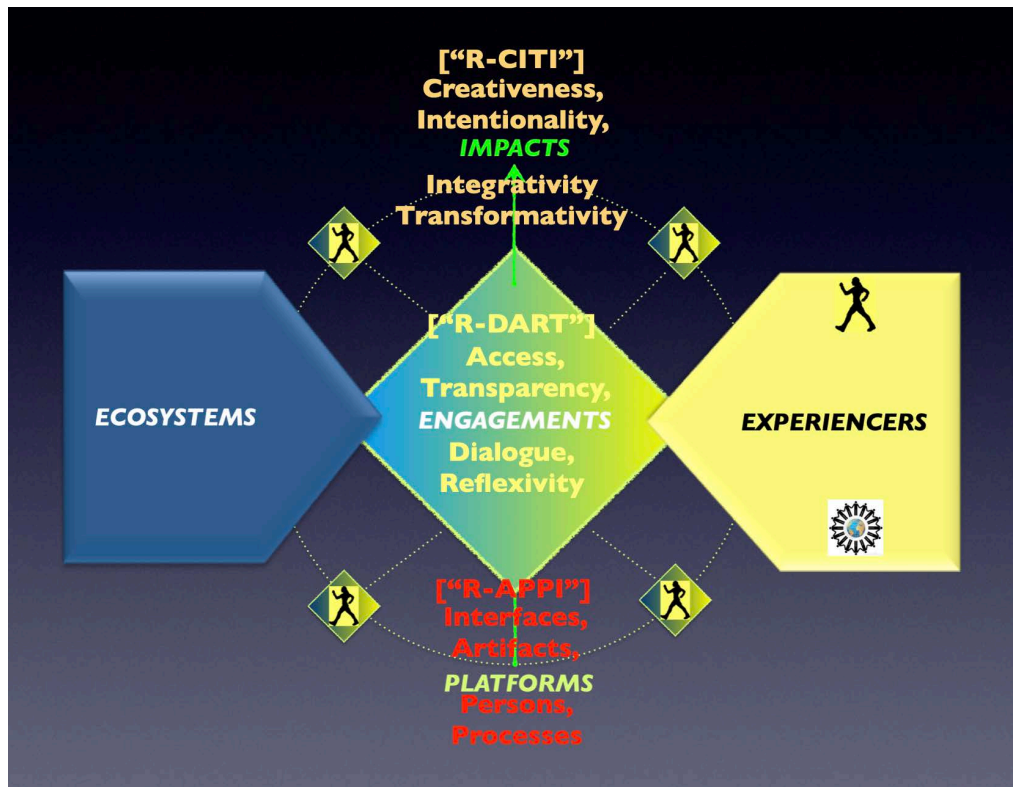 [“R-CITI”]
Creativeness,
Intentionality,
IMPACTS
Integrativity
Transformativity
[“R-DART”]
Access,
Transparency,
ECOSYSTEMS
ENGAGEMENTS
EXPERIENCERS
Dialogue,
Reflexivity
[“R-APPI”]
Interfaces,
Artifacts,
PLATFORMS
Persons,
Processes